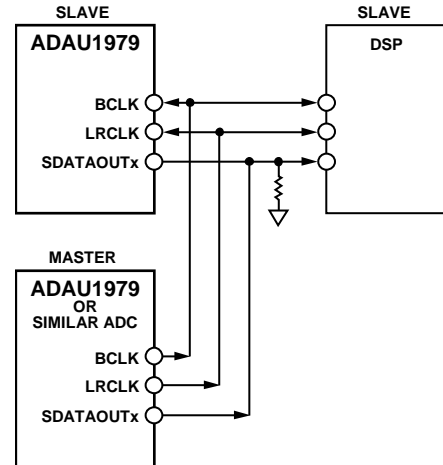 SLAVE
ADAU1979
BCLK
LRCLK
SDATAOUTx
SLAVE
DSP
MASTER
ADAU1979
OR
SIMILAR ADC
BCLK
LRCLK
SDATAOUTx